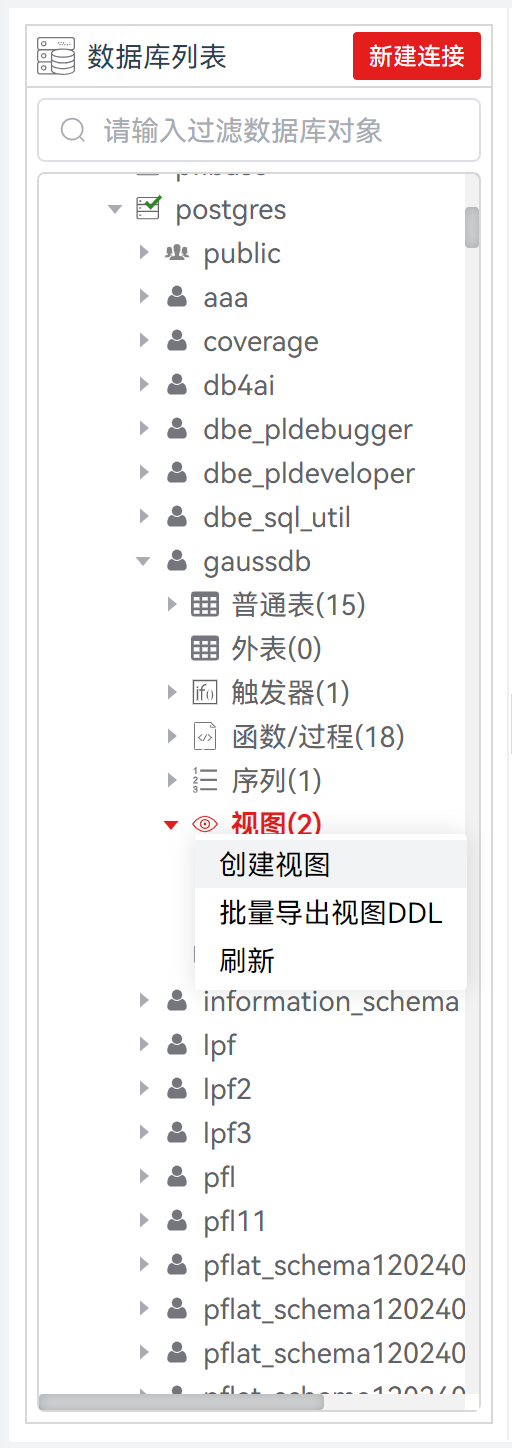 数据库列表
新建连接
请输入过滤数据库对象
postgres
public
aaa
coverage
db4ai
dbe_pldebugger
dbe_pldeveloper
dbe_sql_util
gaussdb
普通表(15)
外表(0)
if() 触发器(1)
函数/过程(18)
序列(1)
视图(2)
创建视图
批量导出视图DDL
刷新
information_schema
lpf
lpf2
lpf3
pfl
pfl11
pflat_schema120240
pflat_schema120240
pflat_schema120240